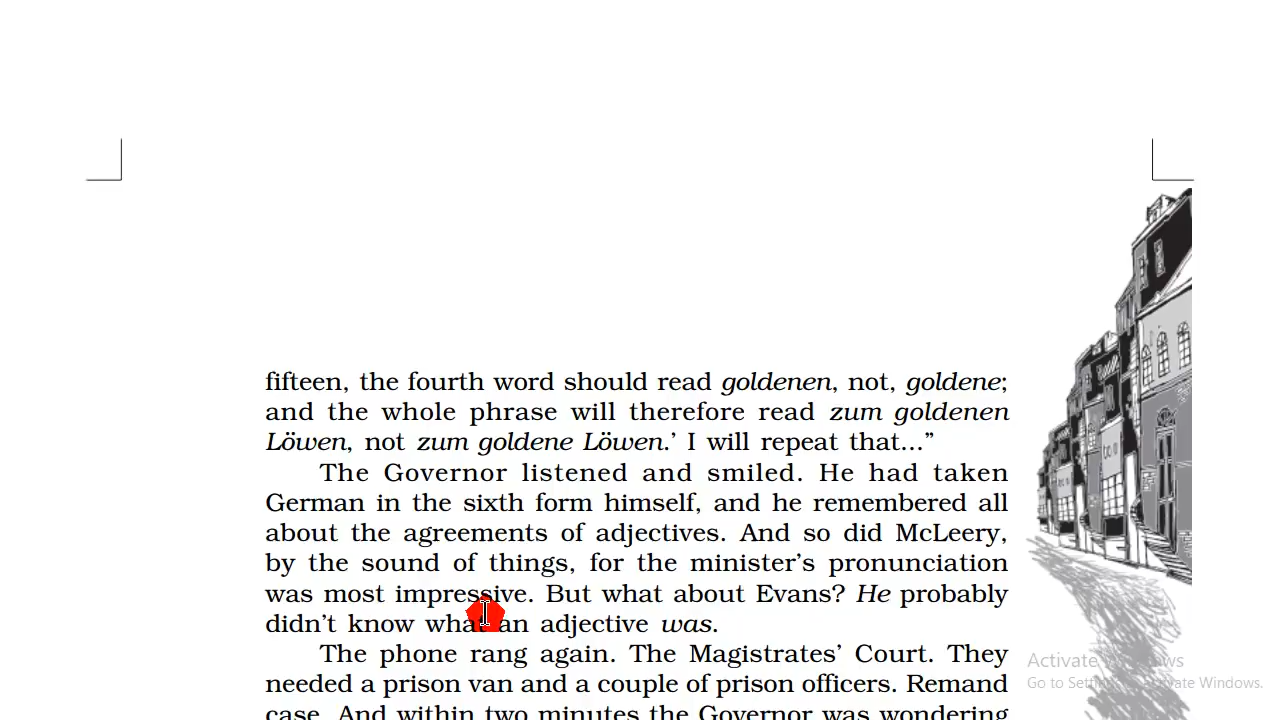 fifteen, the fourth word should read goldenen, not, goldene;
and the whole phrase will therefore read zum goldenen
Löwen, not zum goldene Löwen.’ I will repeat that...”
The Governor listened and smiled. He had taken
German in the sixth form himself, and he remembered all
about the agreements of adjectives. And so did McLeery,
by the sound of things, for the minister’s pronunciation
was most impressive. But what about Evans? He probably
didn’t know what an adjective was.
The phone rang again. The Magistrates’ Court. They
needed a prison van and a couple of prison officers. Remand
case. And within two minutes the Governor was wondering
Activate Windows
Go to Settings to activate Windows.